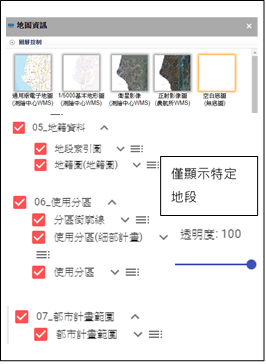 地圖資訊
圖層控制
通用版電子地圖
(測繪中心WMS)
1/5000基本地形圖
(測繪中心WMS)
衛星影像
(測繪中心WMS)
正射影像圖
(農航所WMS)
空白底圖
(無底圖)
05_地籍資料
地段索引圖
地籍圖(地籍圖)
僅顯示特定
地段
06_使用分區
分區街廓線
使用分區(細部計畫)
透明度: 100
使用分區
07_都市計畫範圍
都市計畫範圍